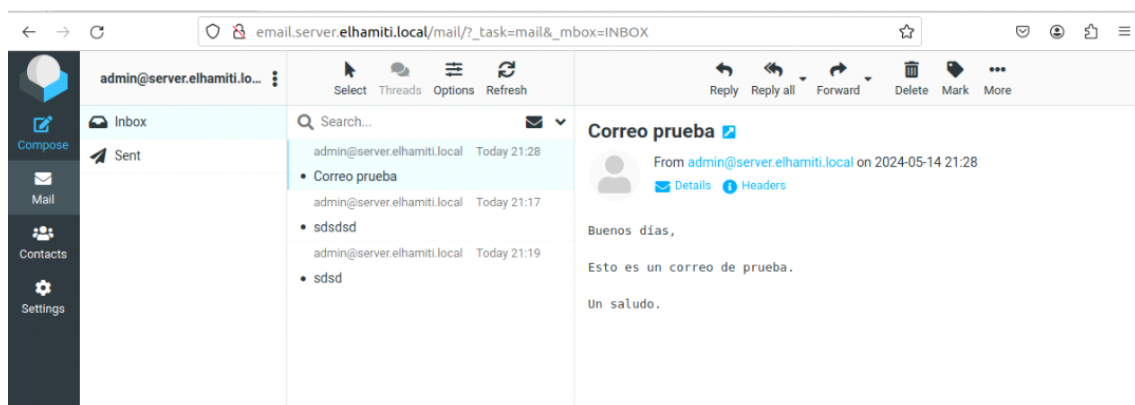 email.server.elhamiti.local/mail/?_task=mail&_mbox=INBOX
admin@server.elhamiti.lo...
Select Threads Options Refresh
Reply Reply all Forward Delete Mark More
Compose
Mail
Contacts
Settings
Inbox
Sent
Search...
admin@server.elhamiti.local Today 21:28
• Correo prueba
admin@server.elhamiti.local Today 21:17
• sdsdsd
admin@server.elhamiti.local Today 21:19
• sdsd
Correo prueba
From admin@server.elhamiti.local on 2024-05-14 21:28
Details Headers
Buenos días,
Esto es un correo de prueba.
Un saludo.